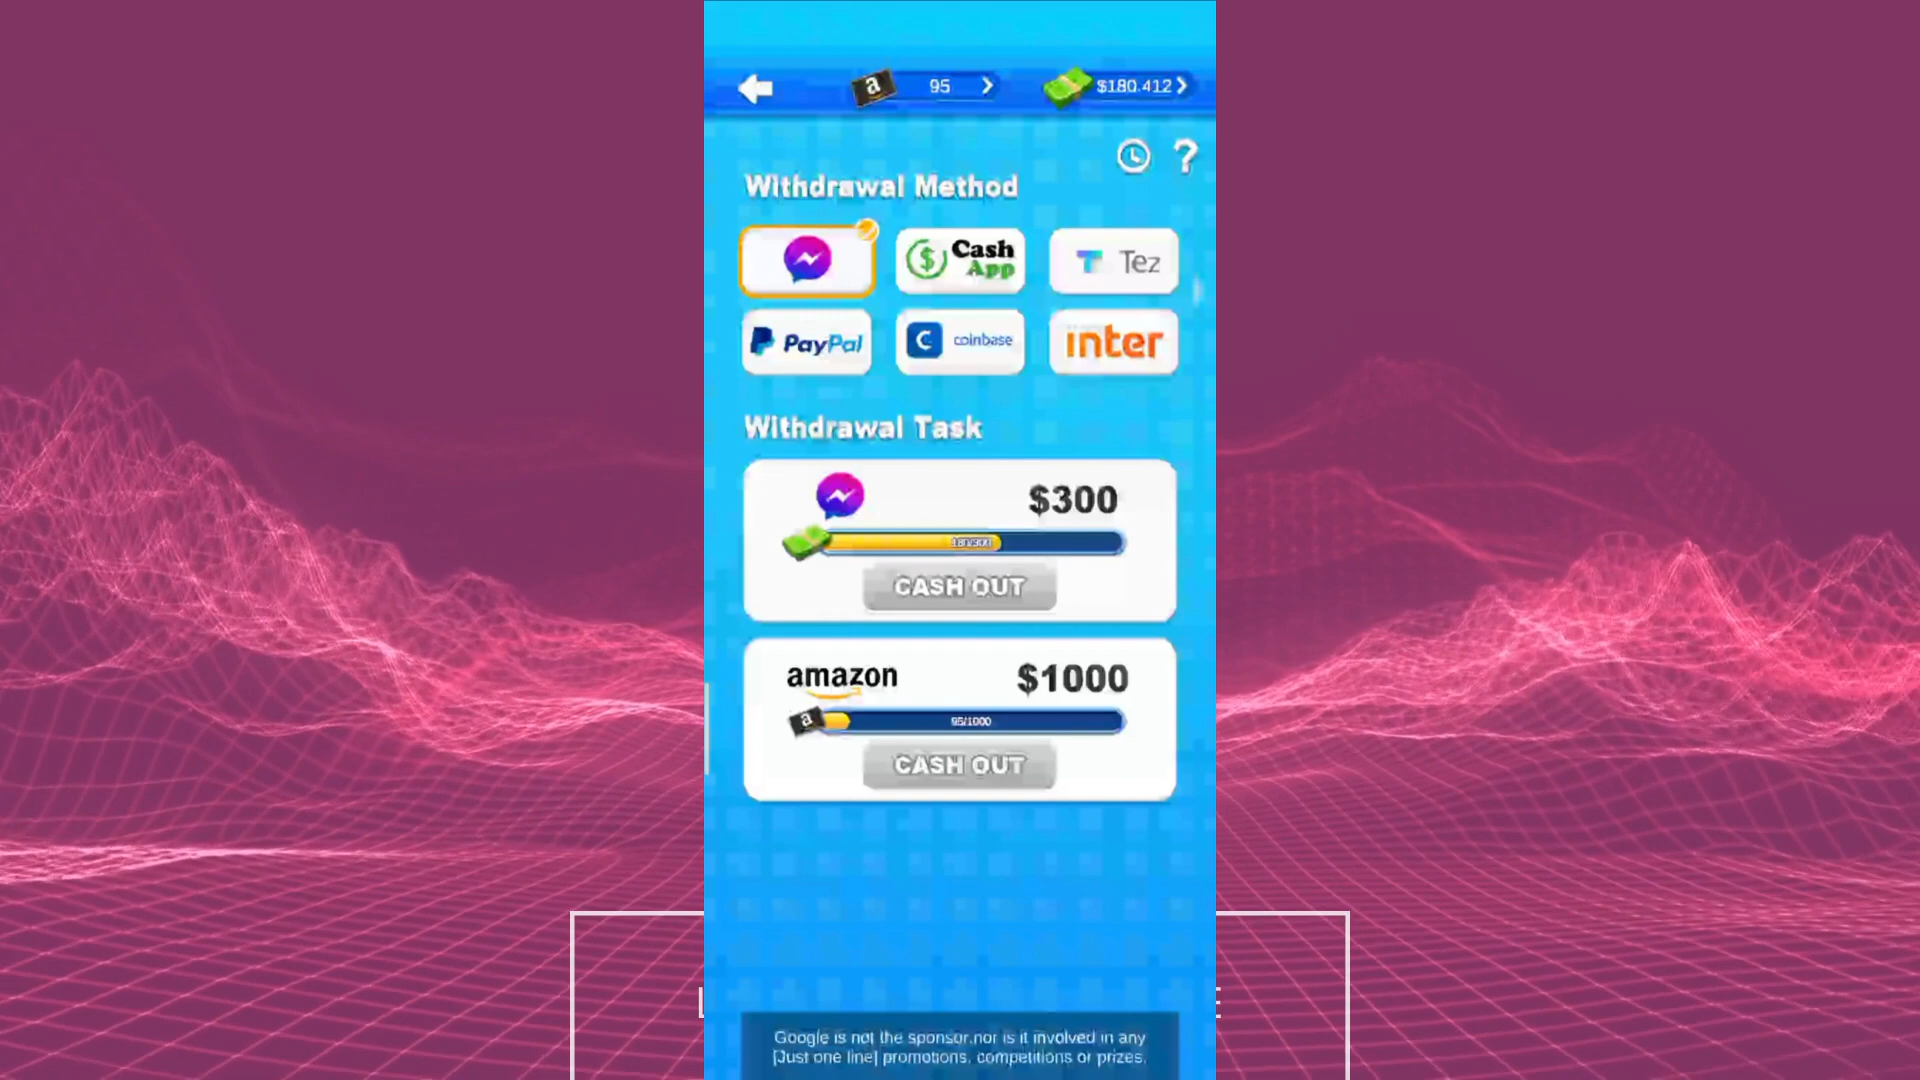 95
$180.412
?
Withdrawal Method
Cash App
Tez
PayPal
coinbase
inter
Withdrawal Task
$300
180/300
CASH OUT
amazon
$1000
95/1000
CASH OUT
Google is not the sponsor.nor is it involved in any
[Just one line] promotions, competitions or prizes.